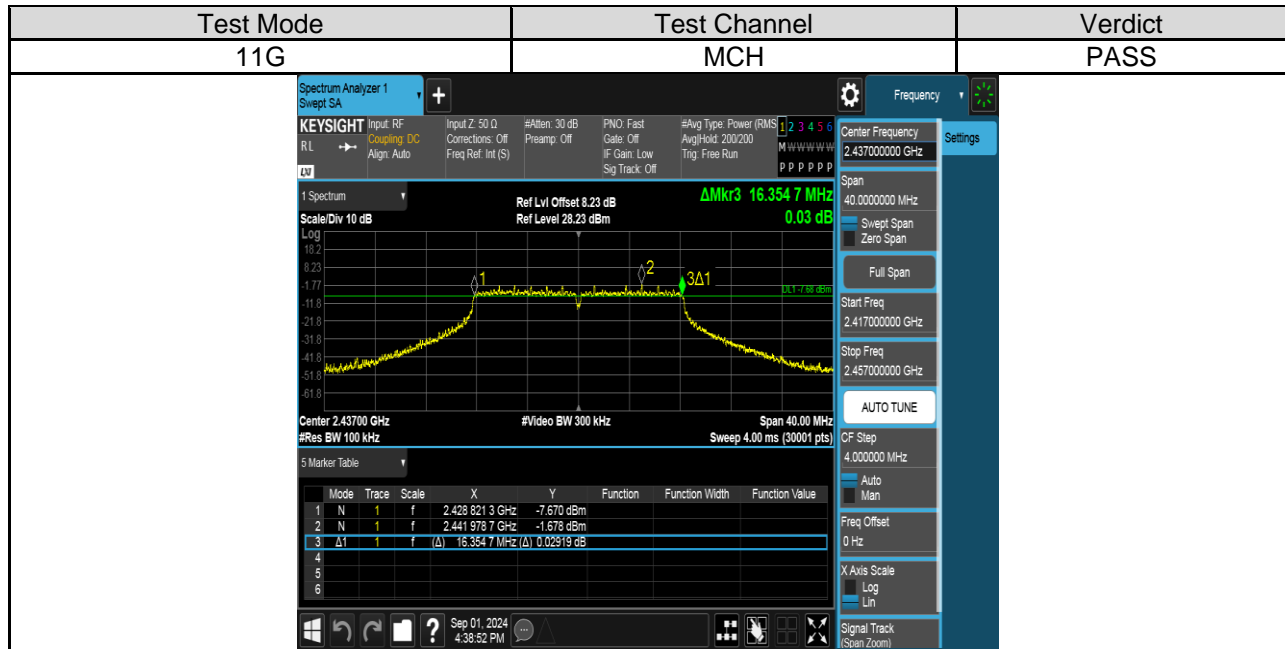 Test Mode Test Channel Verdict
11G MCH PASS
Spectrum Analyzer 1
Swept SA
+
Frequency
KEYSIGHT
RL
LXI
Input: RF
Coupling: DC
Align: Auto
Input Z: 50 Ω
Corrections: Off
Freq Ref: Int (S)
#Atten: 30 dB
Preamp: Off
PNO: Fast
Gate: Off
IF Gain: Low
Sig Track: Off
#Avg Type: Power (RMS
Avg|Hold: 200/200
Trig: Free Run
1 2 3 4 5 6
M W W W W W
P P P P P P
1 Spectrum
Scale/Div 10 dB
Log
Ref Lvl Offset 8.23 dB
Ref Level 28.23 dBm
ΔMkr3 16.354 7 MHz
0.03 dB
18.2
8.23
-1.77
-11.8
-21.8
-31.8
-41.8
-51.8
-61.8
1
2
3Δ1
DL1 -7.68 dBm
Center 2.43700 GHz
#Res BW 100 kHz
#Video BW 300 kHz
Span 40.00 MHz
Sweep 4.00 ms (30001 pts)
5 Marker Table
Mode Trace Scale X Y Function Function Width Function Value
1 N 1 f 2.428 821 3 GHz -7.670 dBm
2 N 1 f 2.441 978 7 GHz -1.678 dBm
3 Δ1 1 f (Δ) 16.354 7 MHz (Δ) 0.02919 dB
4
5
6
?
Sep 01, 2024
4:38:52 PM
Center Frequency
2.437000000 GHz
Settings
Span
40.0000000 MHz
Swept Span
Zero Span
Full Span
Start Freq
2.417000000 GHz
Stop Freq
2.457000000 GHz
AUTO TUNE
CF Step
4.000000 MHz
Auto
Man
Freq Offset
0 Hz
X Axis Scale
Log
Lin
Signal Track
(Span Zoom)